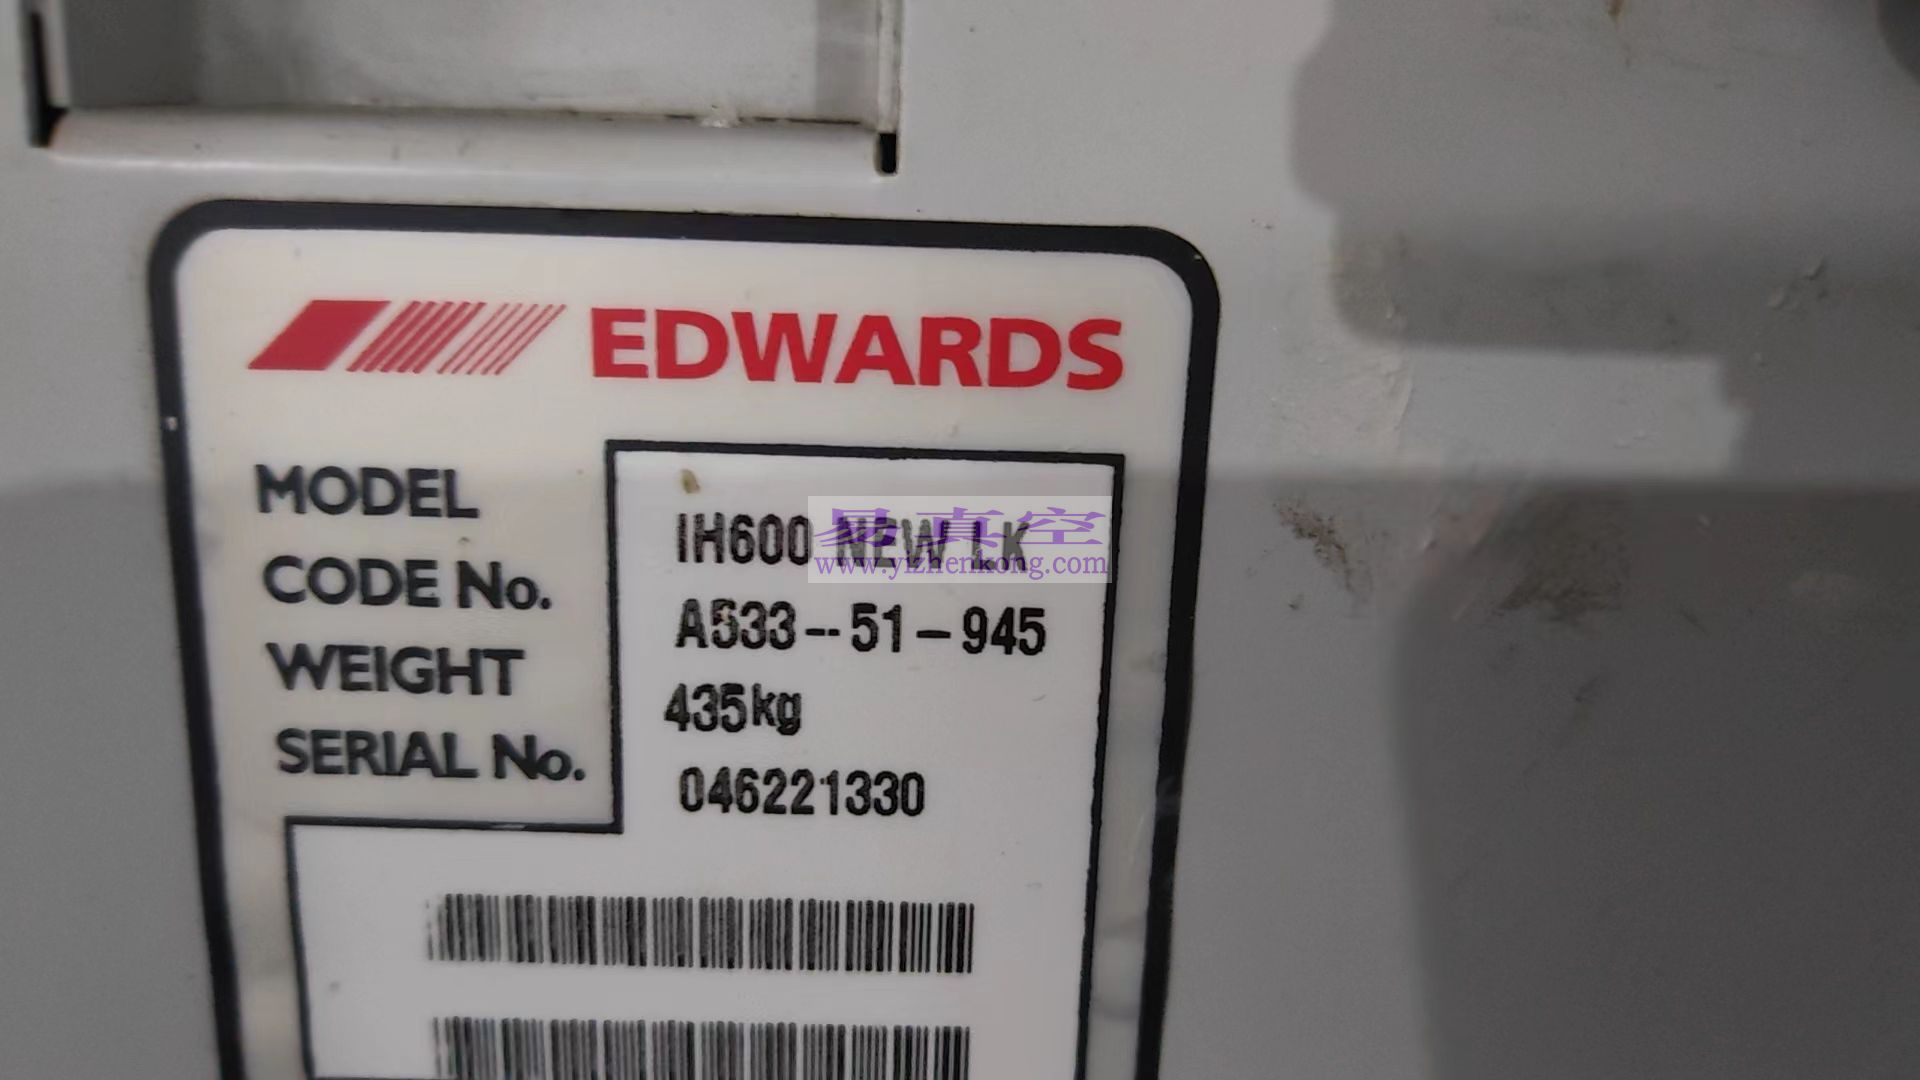 EDWARDS
MODEL IH600 NEW LK
易真空
www.yizhenkong.com
CODE No. A533-51-945
WEIGHT 435kg
SERIAL No. 046221330